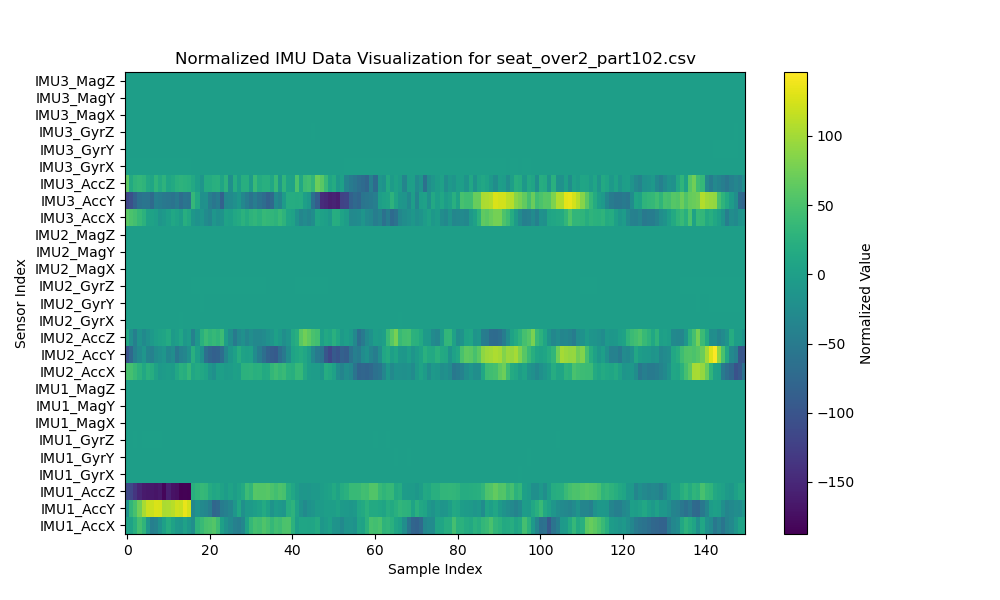 Normalized IMU Data Visualization for seat_over2_part102.csv
Sensor Index
IMU3_MagZ
IMU3_MagY
IMU3_MagX
IMU3_GyrZ
IMU3_GyrY
IMU3_GyrX
IMU3_AccZ
IMU3_AccY
IMU3_AccX
IMU2_MagZ
IMU2_MagY
IMU2_MagX
IMU2_GyrZ
IMU2_GyrY
IMU2_GyrX
IMU2_AccZ
IMU2_AccY
IMU2_AccX
IMU1_MagZ
IMU1_MagY
IMU1_MagX
IMU1_GyrZ
IMU1_GyrY
IMU1_GyrX
IMU1_AccZ
IMU1_AccY
IMU1_AccX
0 20 40 60 80 100 120 140
Sample Index
100
50
0
−50
−100
−150
Normalized Value